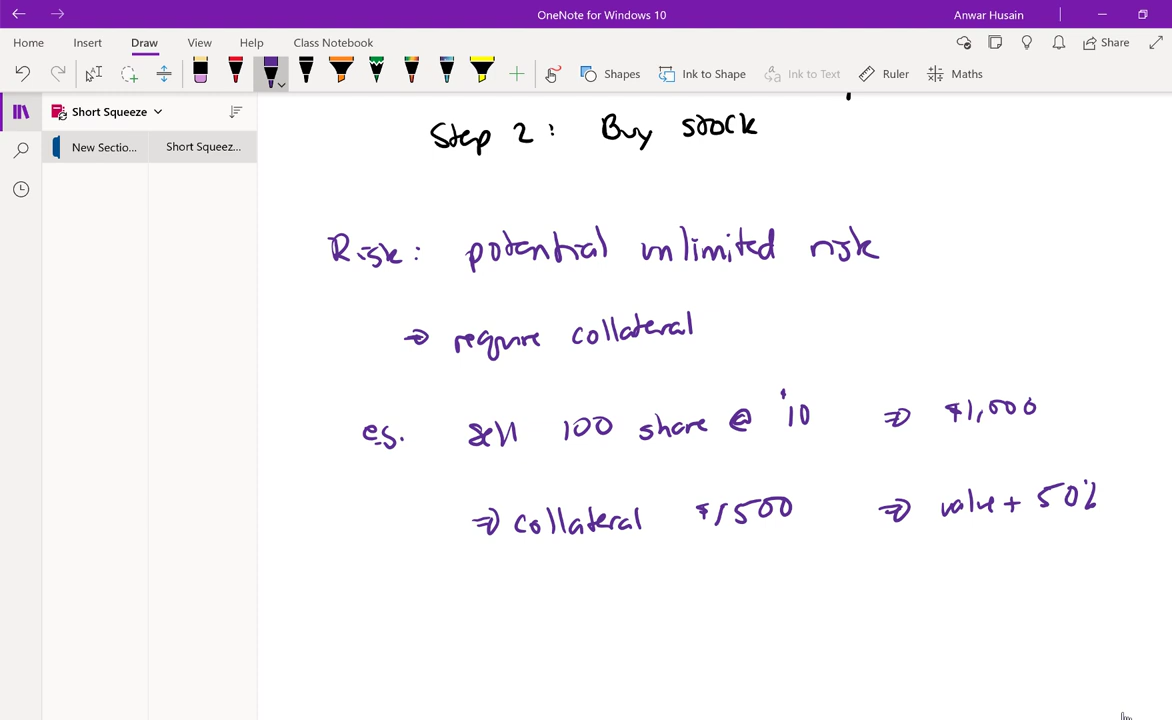 OneNote for Windows 10
Anwar Husain
Home Insert Draw View Help Class Notebook
Share
Shapes Ink to Shape Ink to Text Ruler Maths
Short Squeeze
New Sectio... Short Squeez...
Step 2: Buy stock
Risk: potential unlimited risk
⇒ require collateral
e.g. sell 100 share @ $10 ⇒ $1,000
⇒ collateral $1500 ⇒ value + 50%